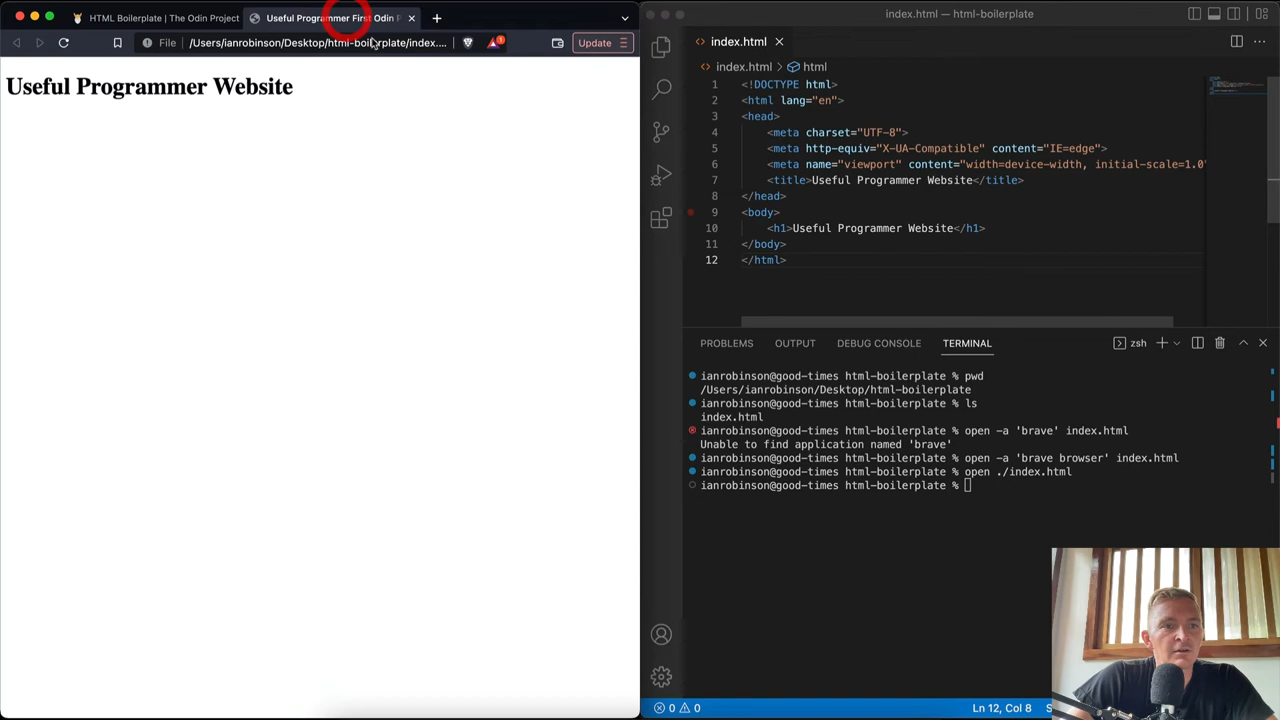 HTML Boilerplate | The Odin Project
Useful Programmer First Odin P
File /Users/ianrobinson/Desktop/html-boilerplate/index.... 1 Update
Useful Programmer Website
index.html — html-boilerplate
index.html
index.html > html
1 <!DOCTYPE html>
2 <html lang="en">
3 <head>
4 <meta charset="UTF-8">
5 <meta http-equiv="X-UA-Compatible" content="IE=edge">
6 <meta name="viewport" content="width=device-width, initial-scale=1.0"
7 <title>Useful Programmer Website</title>
8 </head>
9 <body>
10 <h1>Useful Programmer Website</h1>
11 </body>
12 </html>
PROBLEMS OUTPUT DEBUG CONSOLE TERMINAL zsh
ianrobinson@good-times html-boilerplate % pwd
/Users/ianrobinson/Desktop/html-boilerplate
ianrobinson@good-times html-boilerplate % ls
index.html
ianrobinson@good-times html-boilerplate % open -a 'brave' index.html
Unable to find application named 'brave'
ianrobinson@good-times html-boilerplate % open -a 'brave browser' index.html
ianrobinson@good-times html-boilerplate % open ./index.html
ianrobinson@good-times html-boilerplate %
0 0 Ln 12, Col 8 S